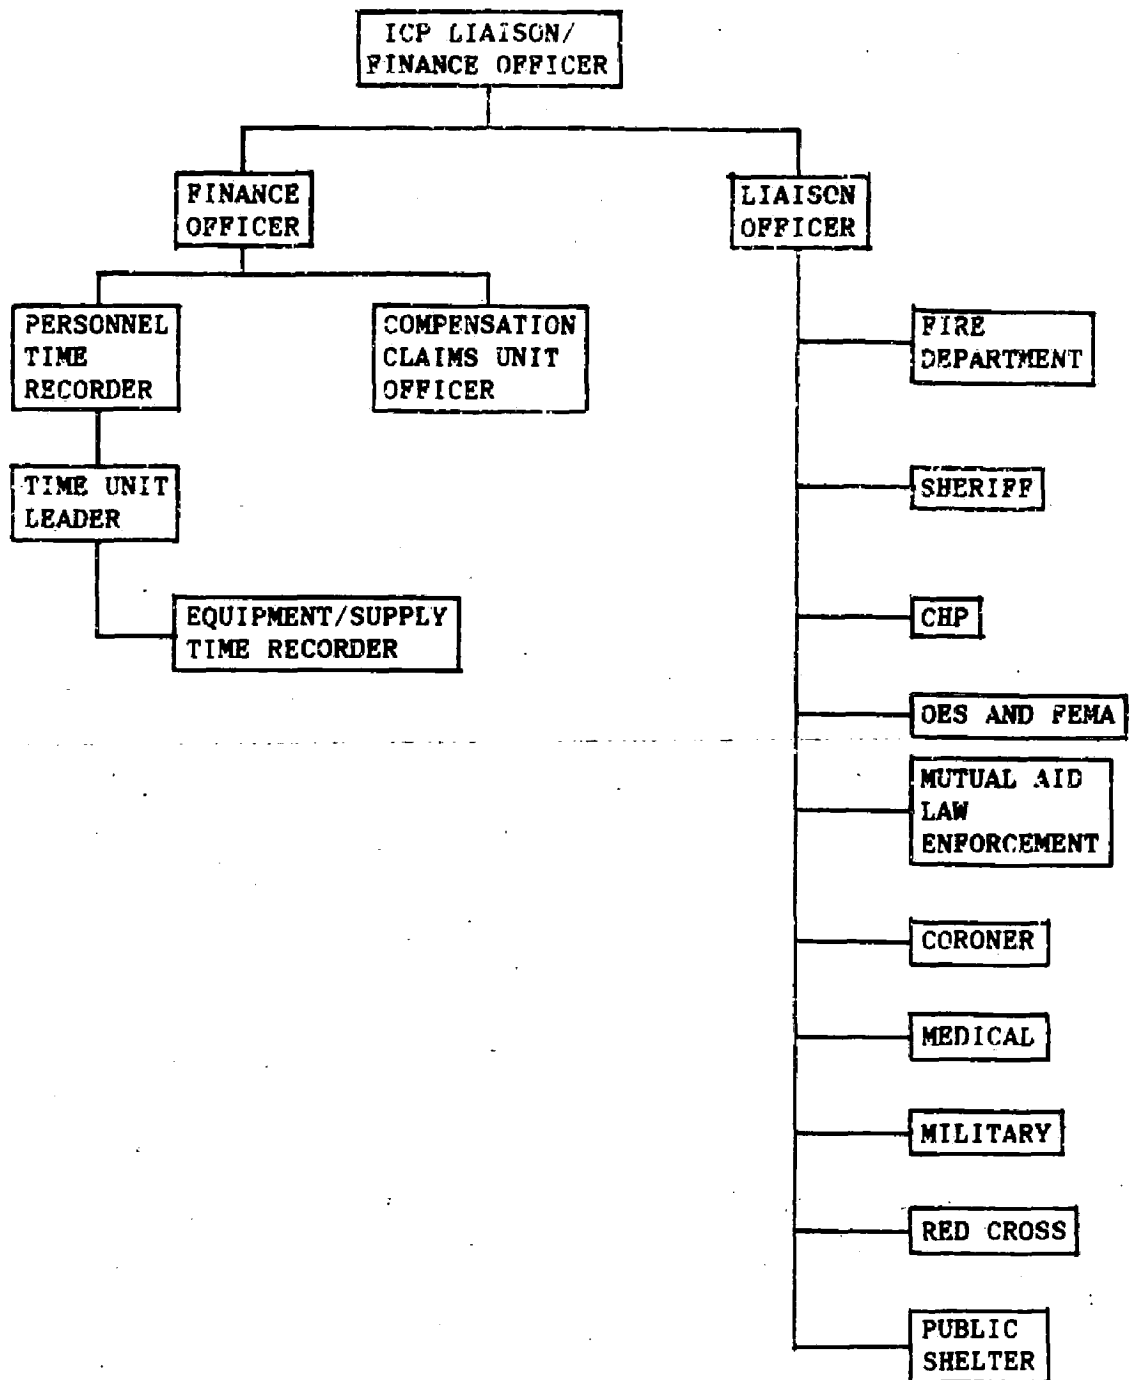 ICP LIAISON/
FINANCE OFFICER
FINANCE
OFFICER
LIAISON
OFFICER
PERSONNEL
TIME
RECORDER
COMPENSATION
CLAIMS UNIT
OFFICER
FIRE
DEPARTMENT
TIME UNIT
LEADER
SHERIFF
EQUIPMENT/SUPPLY
TIME RECORDER
CHP
OES AND FEMA
MUTUAL AID
LAW
ENFORCEMENT
CORONER
MEDICAL
MILITARY
RED CROSS
PUBLIC
SHELTER